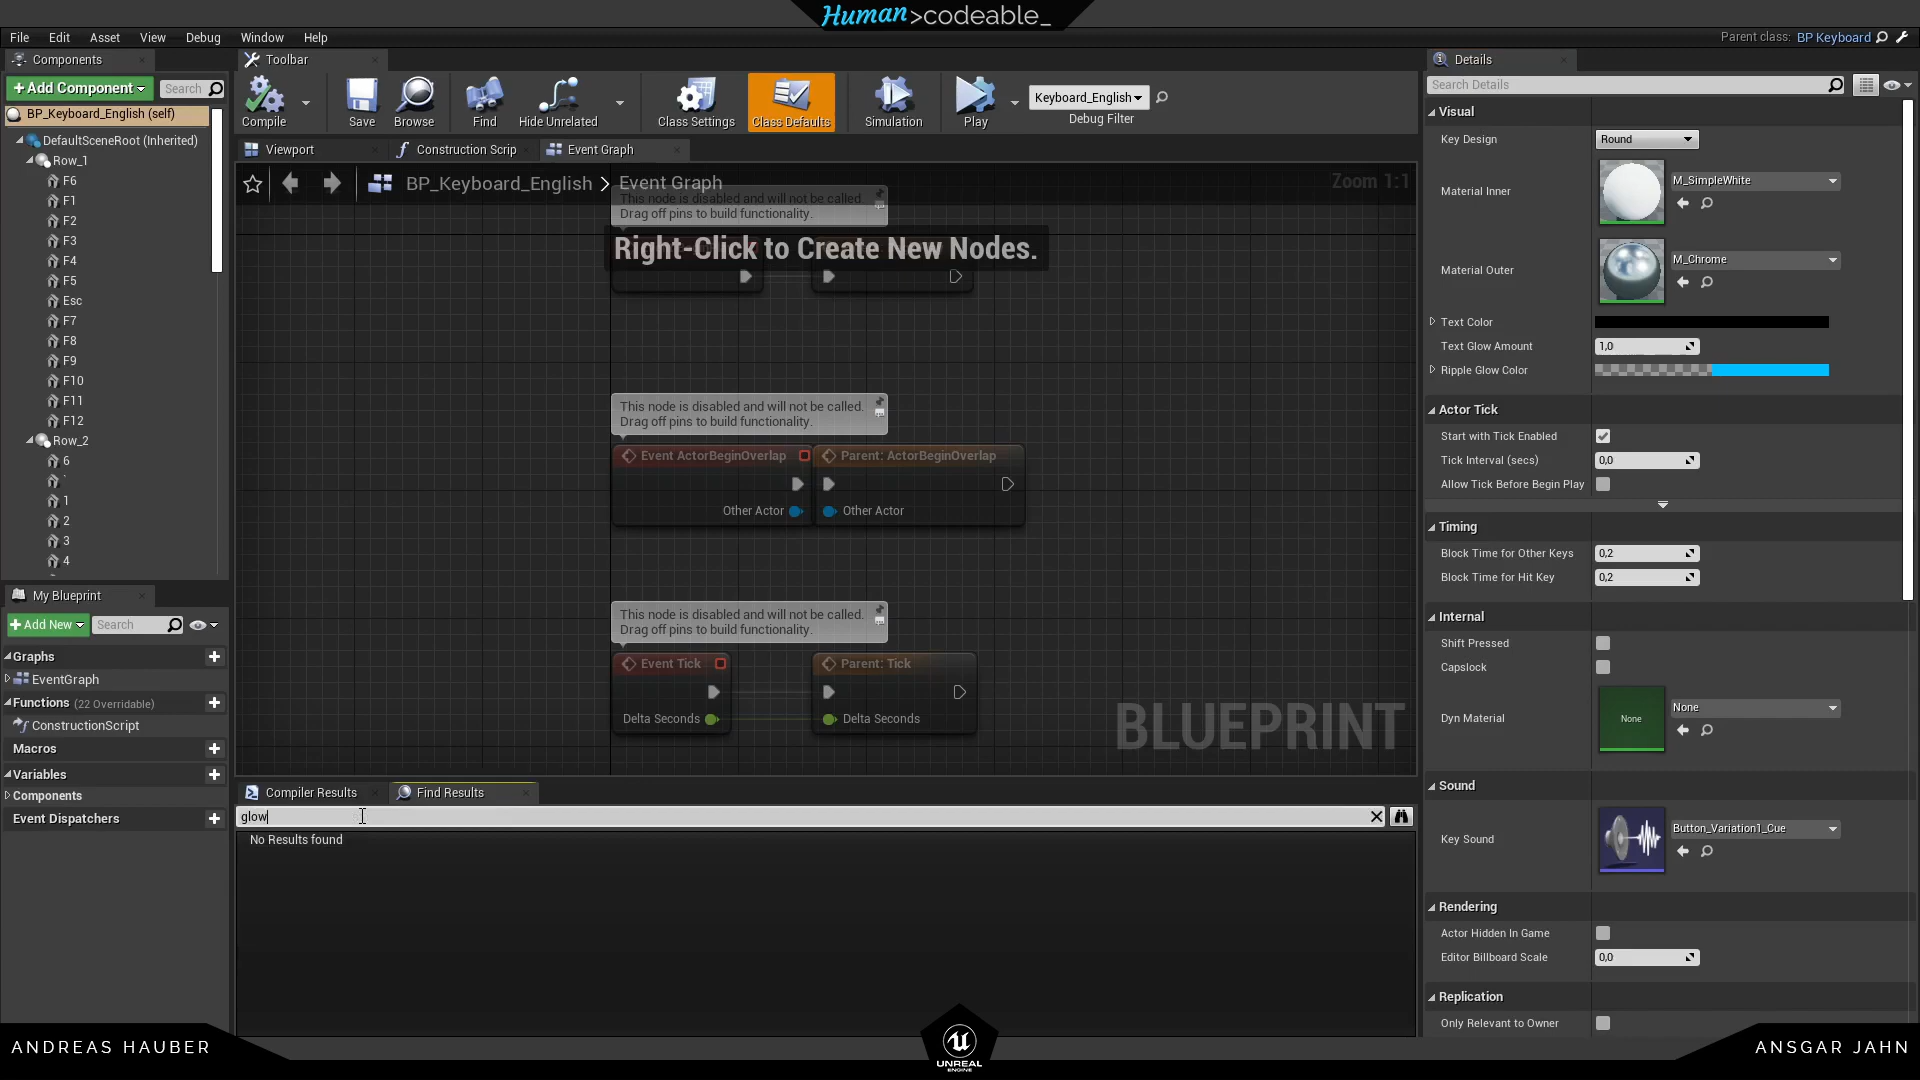 Human>codeable_
File Edit Asset View Debug Window Help
Parent class: BP Keyboard
Components
Toolbar
Details
+Add Component
Search
Compile
Save
Browse
Find
Hide Unrelated
Class Settings
Class Defaults
Simulation
Play
Keyboard_English
Debug Filter
Search Details
BP_Keyboard_English (self)
DefaultSceneRoot (Inherited)
Row_1
F6
F1
F2
F3
F4
F5
Esc
F7
F8
F9
F10
F11
F12
Row_2
6
`
1
2
3
4
My Blueprint
+Add New
Search
Graphs
EventGraph
Functions (22 Overridable)
ConstructionScript
Macros
Variables
Components
Event Dispatchers
Viewport
Construction Scrip
Event Graph
BP_Keyboard_English > Event Graph
Zoom 1:1
This node is disabled and will not be called.
Drag off pins to build functionality.
Right-Click to Create New Nodes.
This node is disabled and will not be called.
Drag off pins to build functionality.
Event ActorBeginOverlap
Parent: ActorBeginOverlap
Other Actor
Other Actor
This node is disabled and will not be called.
Drag off pins to build functionality.
Event Tick
Parent: Tick
Delta Seconds
Delta Seconds
BLUEPRINT
Compiler Results
Find Results
glow
No Results found
Visual
Key Design
Round
Material Inner
M_SimpleWhite
Material Outer
M_Chrome
Text Color
Text Glow Amount
1,0
Ripple Glow Color
Actor Tick
Start with Tick Enabled
Tick Interval (secs)
0,0
Allow Tick Before Begin Play
Timing
Block Time for Other Keys
0,2
Block Time for Hit Key
0,2
Internal
Shift Pressed
Capslock
Dyn Material
None
None
Sound
Key Sound
Button_Variation1_Cue
Rendering
Actor Hidden In Game
Editor Billboard Scale
0,0
Replication
Only Relevant to Owner
ANDREAS HAUBER
UNREAL
ENGINE
ANSGAR JAHN